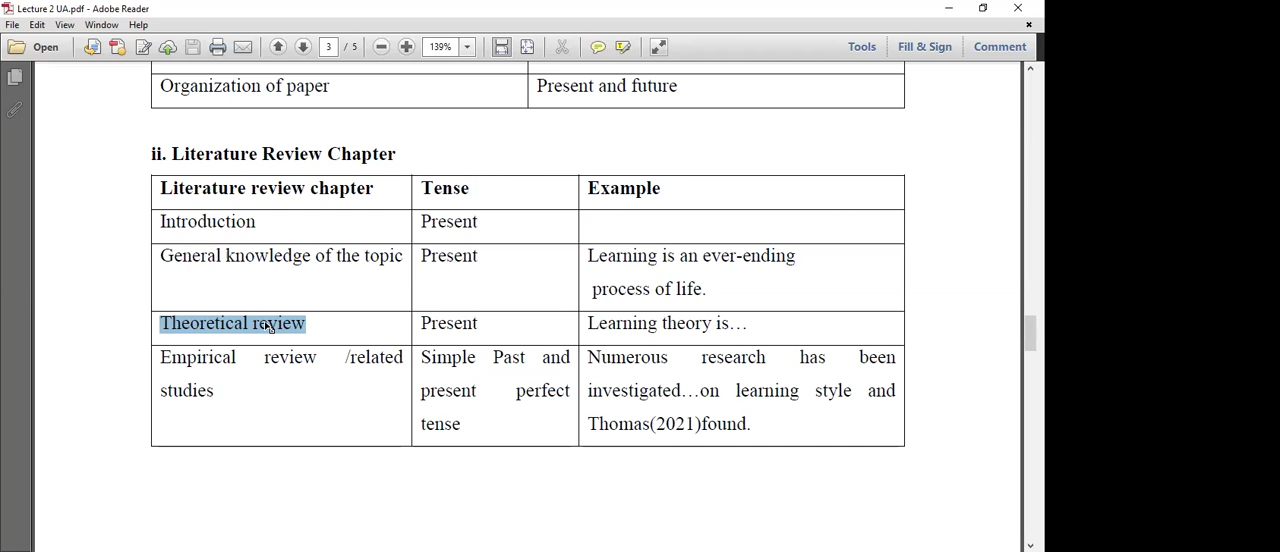 Lecture 2 UA.pdf - Adobe Reader
File Edit View Window Help
Open 3 / 5 139% Tools Fill & Sign Comment
Organization of paper Present and future
ii. Literature Review Chapter
Literature review chapter Tense Example
Introduction Present
General knowledge of the topic Present Learning is an ever-ending
process of life.
Theoretical review Present Learning theory is…
Empirical review /related Simple Past and Numerous research has been
studies present perfect investigated…on learning style and
tense Thomas(2021)found.